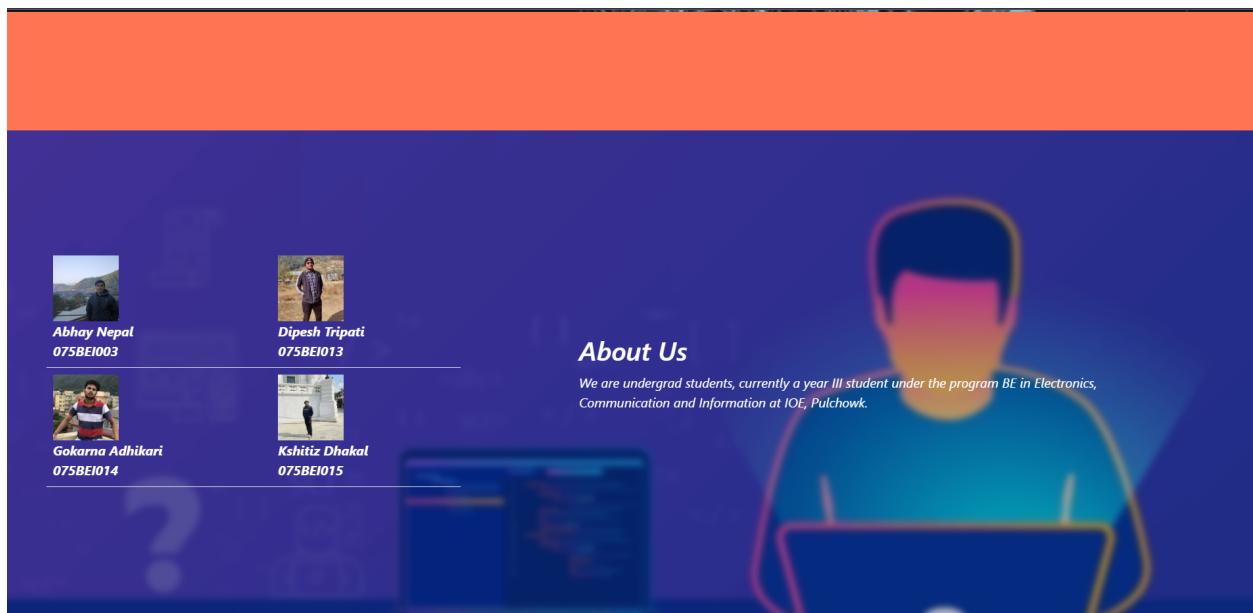 Abhay Nepal
075BEI003
Dipesh Tripati
075BEI013
Gokarna Adhikari
075BEI014
Kshitiz Dhakal
075BEI015
About Us
We are undergrad students, currently a year III student under the program BE in Electronics,
Communication and Information at IOE, Pulchowk.